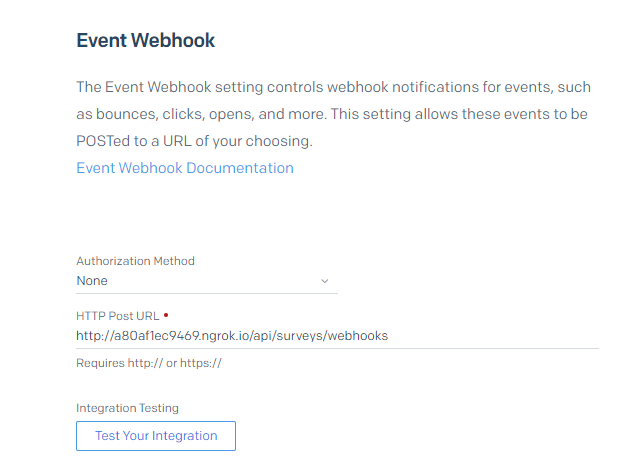 Event Webhook
The Event Webhook setting controls webhook notifications for events, such
as bounces, clicks, opens, and more. This setting allows these events to be
POSTed to a URL of your choosing.
Event Webhook Documentation
Authorization Method
None
HTTP Post URL •
http://a80af1ec9469.ngrok.io/api/surveys/webhooks
Requires http:// or https://
Integration Testing
Test Your Integration